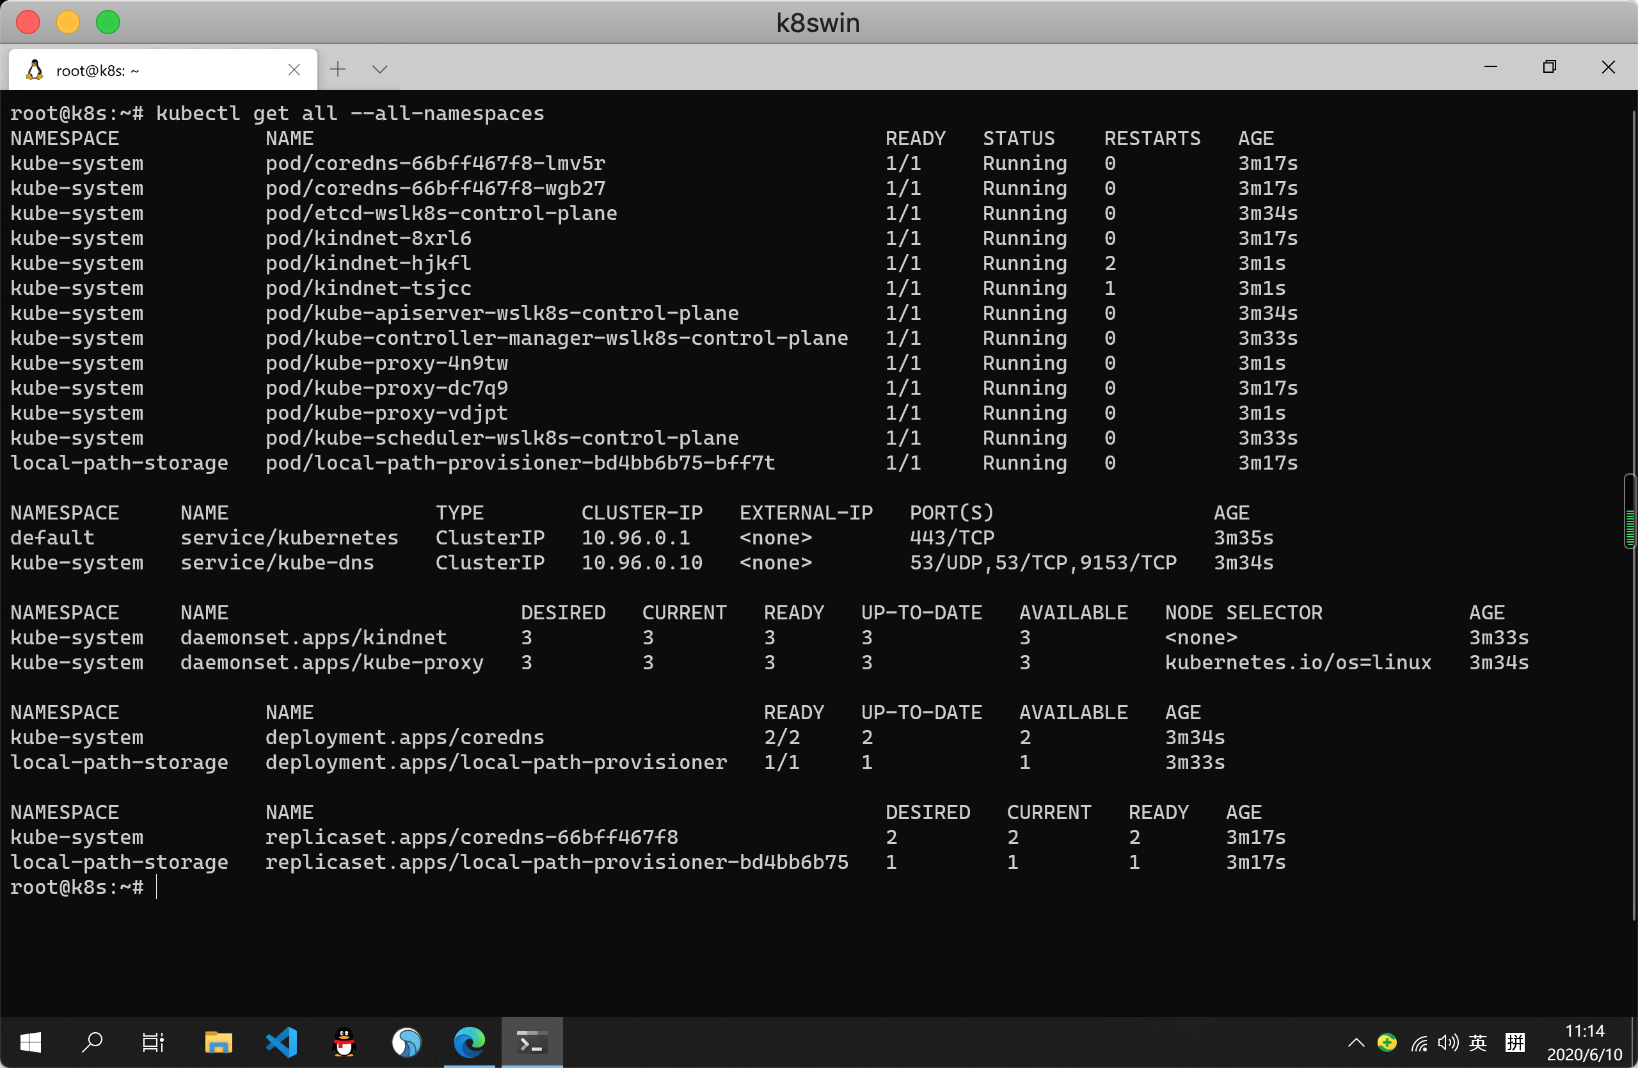 k8swin
root@k8s: ~
root@k8s:~# kubectl get all --all-namespaces
NAMESPACE            NAME                                               READY   STATUS    RESTARTS   AGE
kube-system          pod/coredns-66bff467f8-lmv5r                       1/1     Running   0          3m17s
kube-system          pod/coredns-66bff467f8-wgb27                       1/1     Running   0          3m17s
kube-system          pod/etcd-wslk8s-control-plane                      1/1     Running   0          3m34s
kube-system          pod/kindnet-8xrl6                                  1/1     Running   0          3m17s
kube-system          pod/kindnet-hjkfl                                  1/1     Running   2          3m1s
kube-system          pod/kindnet-tsjcc                                  1/1     Running   1          3m1s
kube-system          pod/kube-apiserver-wslk8s-control-plane            1/1     Running   0          3m34s
kube-system          pod/kube-controller-manager-wslk8s-control-plane   1/1     Running   0          3m33s
kube-system          pod/kube-proxy-4n9tw                               1/1     Running   0          3m1s
kube-system          pod/kube-proxy-dc7q9                               1/1     Running   0          3m17s
kube-system          pod/kube-proxy-vdjpt                               1/1     Running   0          3m1s
kube-system          pod/kube-scheduler-wslk8s-control-plane            1/1     Running   0          3m33s
local-path-storage   pod/local-path-provisioner-bd4bb6b75-bff7t         1/1     Running   0          3m17s
NAMESPACE     NAME                 TYPE        CLUSTER-IP   EXTERNAL-IP   PORT(S)                  AGE
default       service/kubernetes   ClusterIP   10.96.0.1    <none>        443/TCP                  3m35s
kube-system   service/kube-dns     ClusterIP   10.96.0.10   <none>        53/UDP,53/TCP,9153/TCP   3m34s
NAMESPACE     NAME                        DESIRED   CURRENT   READY   UP-TO-DATE   AVAILABLE   NODE SELECTOR            AGE
kube-system   daemonset.apps/kindnet      3         3         3       3            3           <none>                   3m33s
kube-system   daemonset.apps/kube-proxy   3         3         3       3            3           kubernetes.io/os=linux   3m34s
NAMESPACE            NAME                                     READY   UP-TO-DATE   AVAILABLE   AGE
kube-system          deployment.apps/coredns                  2/2     2            2           3m34s
local-path-storage   deployment.apps/local-path-provisioner   1/1     1            1           3m33s
NAMESPACE            NAME                                               DESIRED   CURRENT   READY   AGE
kube-system          replicaset.apps/coredns-66bff467f8                 2         2         2       3m17s
local-path-storage   replicaset.apps/local-path-provisioner-bd4bb6b75   1         1         1       3m17s
root@k8s:~#
英 拼 11:14
2020/6/10